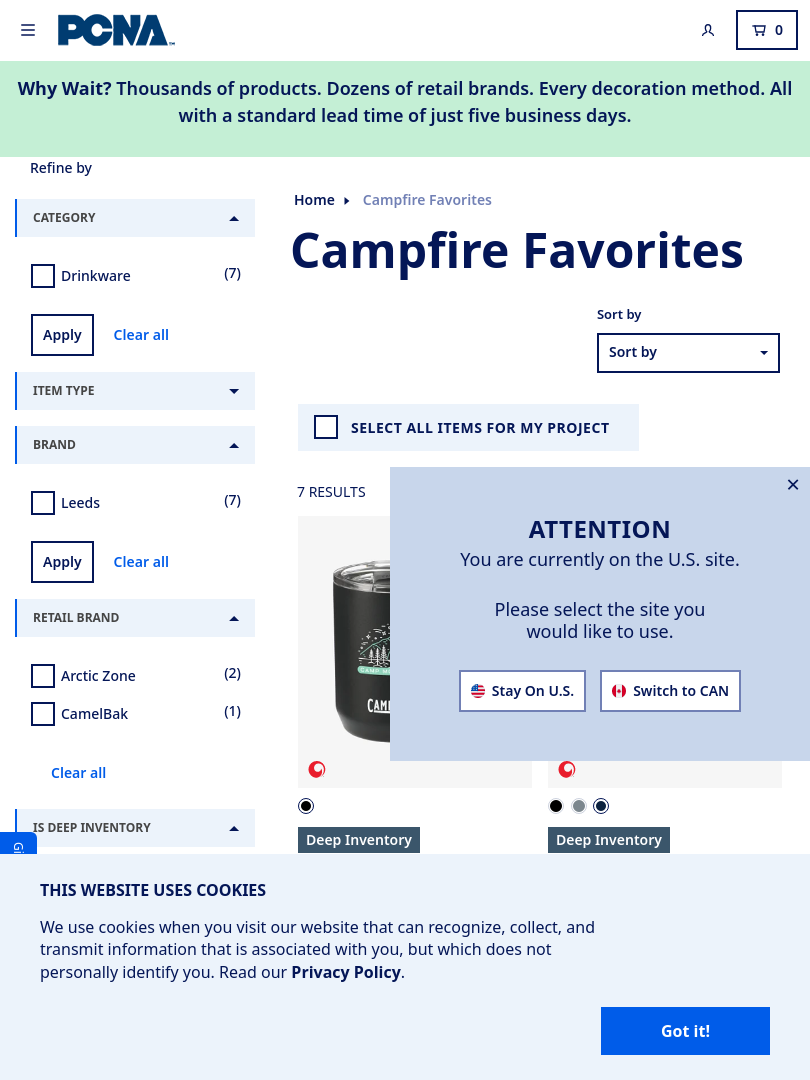 PCNA
0
Why Wait? Thousands of products. Dozens of retail brands. Every decoration method. All
with a standard lead time of just five business days.
Refine by
CATEGORY
Drinkware
(7)
Apply
Clear all
ITEM TYPE
BRAND
Leeds
(7)
Apply
Clear all
RETAIL BRAND
Arctic Zone
(2)
CamelBak
(1)
Clear all
IS DEEP INVENTORY
Home
Campfire Favorites
Campfire Favorites
Sort by
Sort by
SELECT ALL ITEMS FOR MY PROJECT
7 RESULTS
ATTENTION
You are currently on the U.S. site.
Please select the site you
would like to use.
Stay On U.S.
Switch to CAN
Deep Inventory
Deep Inventory
THIS WEBSITE USES COOKIES
We use cookies when you visit our website that can recognize, collect, and
transmit information that is associated with you, but which does not
personally identify you. Read our Privacy Policy.
Got it!